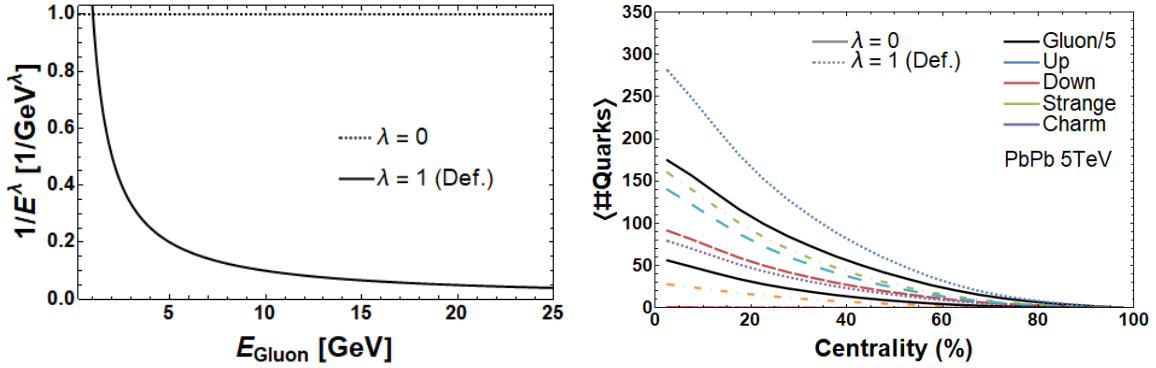 1/E^λ [1/GeV^λ]
1.0
0.8
0.6
0.4
0.2
0.0
λ = 0
λ = 1 (Def.)
5 10 15 20 25
E_Gluon [GeV]
⟨‡‡Quarks⟩
350
300
250
200
150
100
50
0
λ = 0
λ = 1 (Def.)
Gluon/5
Up
Down
Strange
Charm
PbPb 5TeV
0 20 40 60 80 100
Centrality (%)